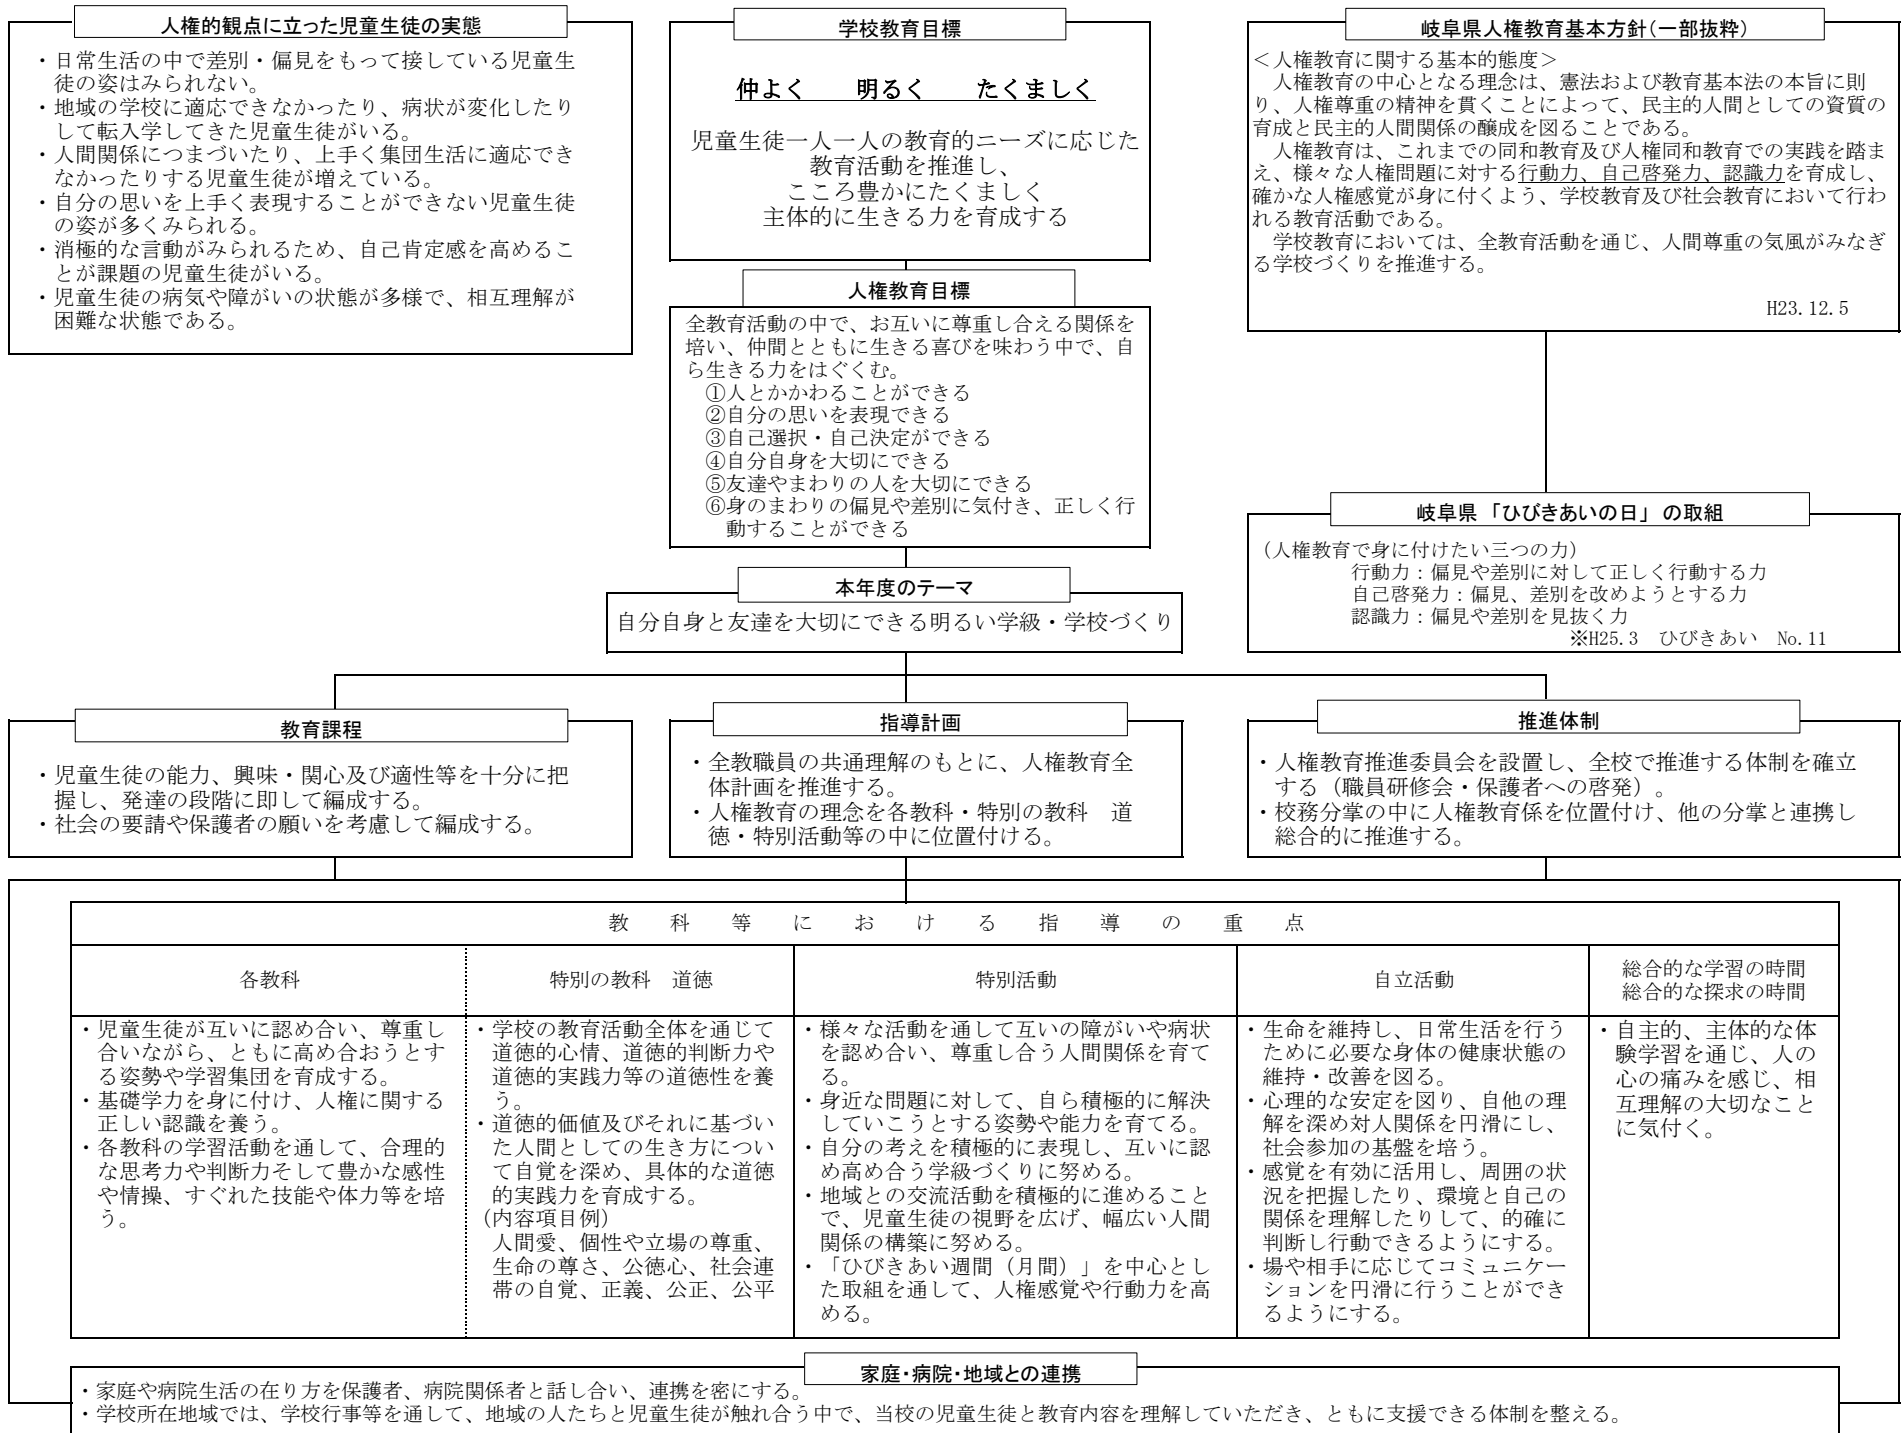 人権的観点に立った児童生徒の実態
・日常生活の中で差別・偏見をもって接している児童生
徒の姿はみられない。
・地域の学校に適応できなかったり、病状が変化したり
して転入学してきた児童生徒がいる。
・人間関係につまづいたり、上手く集団生活に適応でき
なかったりする児童生徒が増えている。
・自分の思いを上手く表現することができない児童生徒
の姿が多くみられる。
・消極的な言動がみられるため、自己肯定感を高めるこ
とが課題の児童生徒がいる。
・児童生徒の病気や障がいの状態が多様で、相互理解が
困難な状態である。
学校教育目標
仲よく　明るく　たくましく
児童生徒一人一人の教育的ニーズに応じた
教育活動を推進し、
こころ豊かにたくましく
主体的に生きる力を育成する
人権教育目標
全教育活動の中で、お互いに尊重し合える関係を
培い、仲間とともに生きる喜びを味わう中で、自
ら生きる力をはぐくむ。
①人とかかわることができる
②自分の思いを表現できる
③自己選択・自己決定ができる
④自分自身を大切にできる
⑤友達やまわりの人を大切にできる
⑥身のまわりの偏見や差別に気付き、正しく行
動することができる
岐阜県人権教育基本方針(一部抜粋)
＜人権教育に関する基本的態度＞
人権教育の中心となる理念は、憲法および教育基本法の本旨に則
り、人権尊重の精神を貫くことによって、民主的人間としての資質の
育成と民主的人間関係の醸成を図ることである。
人権教育は、これまでの同和教育及び人権同和教育での実践を踏ま
え、様々な人権問題に対する行動力、自己啓発力、認識力を育成し、
確かな人権感覚が身に付くよう、学校教育及び社会教育において行わ
れる教育活動である。
学校教育においては、全教育活動を通じ、人間尊重の気風がみなぎ
る学校づくりを推進する。
H23.12.5
岐阜県「ひびきあいの日」の取組
(人権教育で身に付けたい三つの力)
行動力：偏見や差別に対して正しく行動する力
自己啓発力：偏見、差別を改めようとする力
認識力：偏見や差別を見抜く力
※H25.3　ひびきあい　No.11
本年度のテーマ
自分自身と友達を大切にできる明るい学級・学校づくり
教育課程
・児童生徒の能力、興味・関心及び適性等を十分に把
握し、発達の段階に即して編成する。
・社会の要請や保護者の願いを考慮して編成する。
指導計画
・全教職員の共通理解のもとに、人権教育全
体計画を推進する。
・人権教育の理念を各教科・特別の教科　道
徳・特別活動等の中に位置付ける。
推進体制
・人権教育推進委員会を設置し、全校で推進する体制を確立
する（職員研修会・保護者への啓発）。
・校務分掌の中に人権教育係を位置付け、他の分掌と連携し
総合的に推進する。
教科等における指導の重点
各教科
・児童生徒が互いに認め合い、尊重し
合いながら、ともに高め合おうとす
る姿勢や学習集団を育成する。
・基礎学力を身に付け、人権に関する
正しい認識を養う。
・各教科の学習活動を通して、合理的
な思考力や判断力そして豊かな感性
や情操、すぐれた技能や体力等を培
う。
特別の教科　道徳
・学校の教育活動全体を通じて
道徳的心情、道徳的判断力や
道徳的実践力等の道徳性を養
う。
・道徳的価値及びそれに基づい
た人間としての生き方につい
て自覚を深め、具体的な道徳
的実践力を育成する。
(内容項目例)
人間愛、個性や立場の尊重、
生命の尊さ、公徳心、社会連
帯の自覚、正義、公正、公平
特別活動
・様々な活動を通して互いの障がいや病状
を認め合い、尊重し合う人間関係を育て
る。
・身近な問題に対して、自ら積極的に解決
していこうとする姿勢や能力を育てる。
・自分の考えを積極的に表現し、互いに認
め高め合う学級づくりに努める。
・地域との交流活動を積極的に進めること
で、児童生徒の視野を広げ、幅広い人間
関係の構築に努める。
・「ひびきあい週間（月間）」を中心とし
た取組を通して、人権感覚や行動力を高
める。
自立活動
・生命を維持し、日常生活を行う
ために必要な身体の健康状態の
維持・改善を図る。
・心理的な安定を図り、自他の理
解を深め対人関係を円滑にし、
社会参加の基盤を培う。
・感覚を有効に活用し、周囲の状
況を把握したり、環境と自己の
関係を理解したりして、的確に
判断し行動できるようにする。
・場や相手に応じてコミュニケー
ションを円滑に行うことができ
るようにする。
総合的な学習の時間
総合的な探求の時間
・自主的、主体的な体
験学習を通じ、人の
心の痛みを感じ、相
互理解の大切なこと
に気付く。
家庭・病院・地域との連携
・家庭や病院生活の在り方を保護者、病院関係者と話し合い、連携を密にする。
・学校所在地域では、学校行事等を通して、地域の人たちと児童生徒が触れ合う中で、当校の児童生徒と教育内容を理解していただき、ともに支援できる体制を整える。